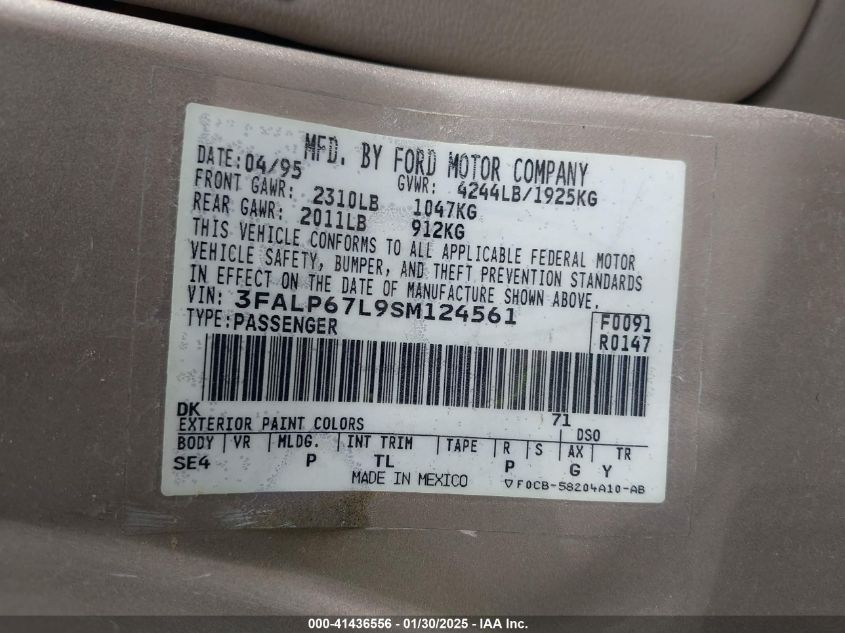 MFD. BY FORD MOTOR COMPANY
DATE: 04/95 GVWR: 4244LB/1925KG
FRONT GAWR: 2310LB 1047KG
REAR GAWR: 2011LB 912KG
THIS VEHICLE CONFORMS TO ALL APPLICABLE FEDERAL MOTOR
VEHICLE SAFETY, BUMPER, AND THEFT PREVENTION STANDARDS
IN EFFECT ON THE DATE OF MANUFACTURE SHOWN ABOVE.
VIN: 3FALP67L9SM124561 F0091
TYPE: PASSENGER R0147
DK 71
EXTERIOR PAINT COLORS DSO
BODY VR MLDG. INT TRIM TAPE R S AX TR
SE4 P TL P G Y
MADE IN MEXICO ▽F0CB-58204A10-AB
000-41436556 - 01/30/2025 - IAA Inc.